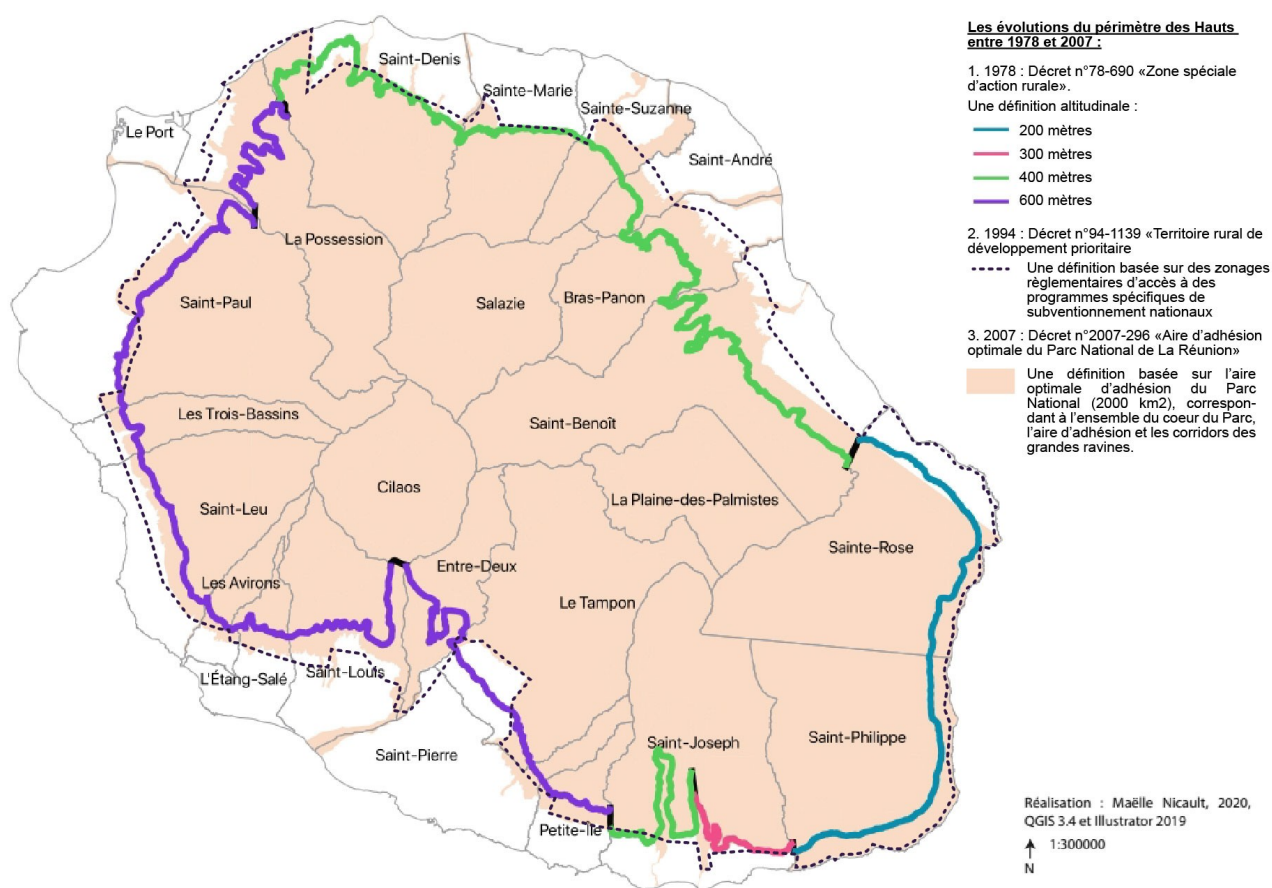 Les évolutions du périmètre des Hauts
entre 1978 et 2007 :
1. 1978 : Décret n°78-690 «Zone spéciale
d'action rurale».
Une définition altitudinale :
200 mètres
300 mètres
400 mètres
600 mètres
2. 1994 : Décret n°94-1139 «Territoire rural de
développement prioritaire
Une définition basée sur des zonages
règlementaires d'accès à des
programmes spécifiques de
subventionnement nationaux
3. 2007 : Décret n°2007-296 «Aire d'adhésion
optimale du Parc National de La Réunion»
Une définition basée sur l'aire
optimale d'adhésion du Parc
National (2000 km2), correspon-
dant à l'ensemble du coeur du Parc,
l'aire d'adhésion et les corridors des
grandes ravines.
Saint-Denis
Sainte-Marie
Sainte-Suzanne
Le Port
Saint-André
La Possession
Saint-Paul
Salazie
Bras-Panon
Les Trois-Bassins
Saint-Benoît
Cilaos
La Plaine-des-Palmistes
Saint-Leu
Sainte-Rose
Entre-Deux
Les Avirons
Le Tampon
Saint-Louis
L'Étang-Salé
Saint-Philippe
Saint-Joseph
Saint-Pierre
Petite-Île
Réalisation : Maëlle Nicault, 2020,
QGIS 3.4 et Illustrator 2019
1:300000
N